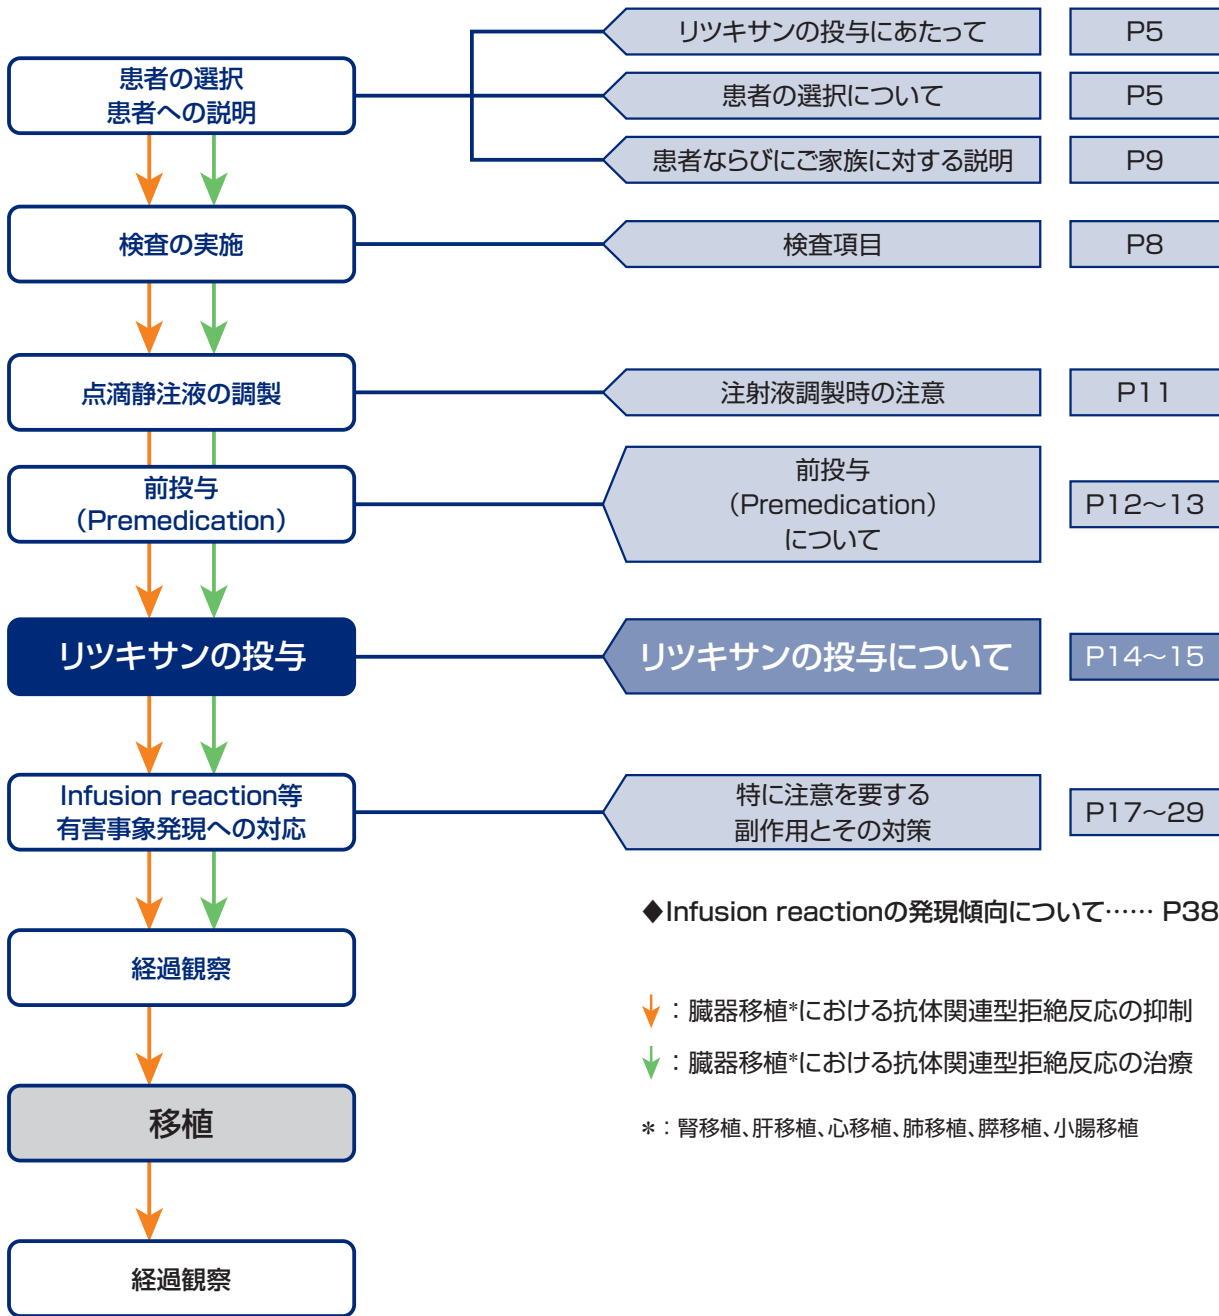 患者の選択
患者への説明
リツキサンの投与にあたって
P5
患者の選択について
P5
患者ならびにご家族に対する説明
P9
検査の実施
検査項目
P8
点滴静注液の調製
注射液調製時の注意
P11
前投与
（Premedication）
前投与
（Premedication）
について
P12〜13
リツキサンの投与
リツキサンの投与について
P14〜15
Infusion reaction等
有害事象発現への対応
特に注意を要する
副作用とその対策
P17〜29
◆Infusion reactionの発現傾向について…… P38
経過観察
：臓器移植*における抗体関連型拒絶反応の抑制
：臓器移植*における抗体関連型拒絶反応の治療
*：腎移植、肝移植、心移植、肺移植、膵移植、小腸移植
移植
経過観察